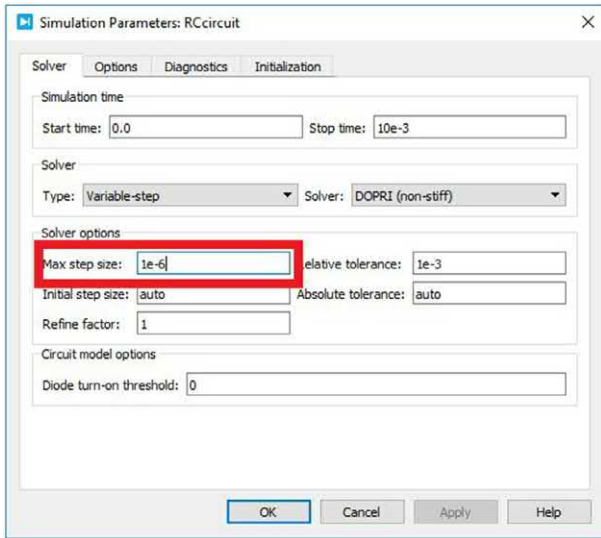 Simulation Parameters: RCcircuit
Solver Options Diagnostics Initialization
Simulation time
Start time: 0.0 Stop time: 10e-3
Solver
Type: Variable-step Solver: DOPRI (non-stiff)
Solver options
Max step size: 1e-6 elative tolerance: 1e-3
Initial step size: auto Absolute tolerance: auto
Refine factor: 1
Circuit model options
Diode turn-on threshold: 0
OK Cancel Apply Help